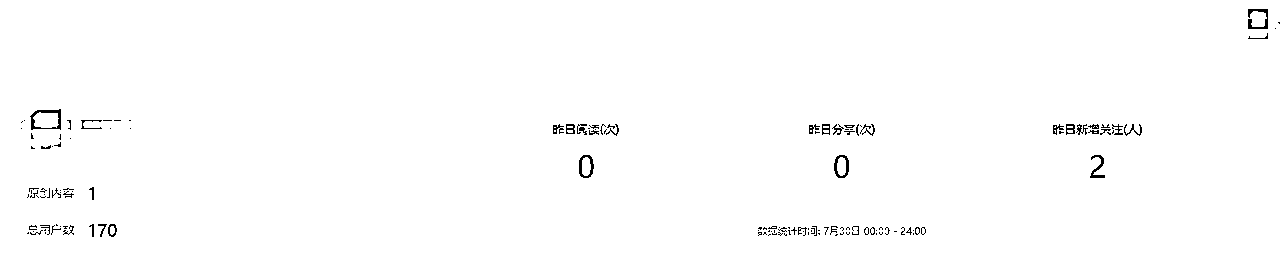 昨日阅读(次)
0
昨日分享(次)
0
昨日新增关注(人)
2
原创内容 1
总用户数 170
数据统计时间: 7月30日 00:00 - 24:00